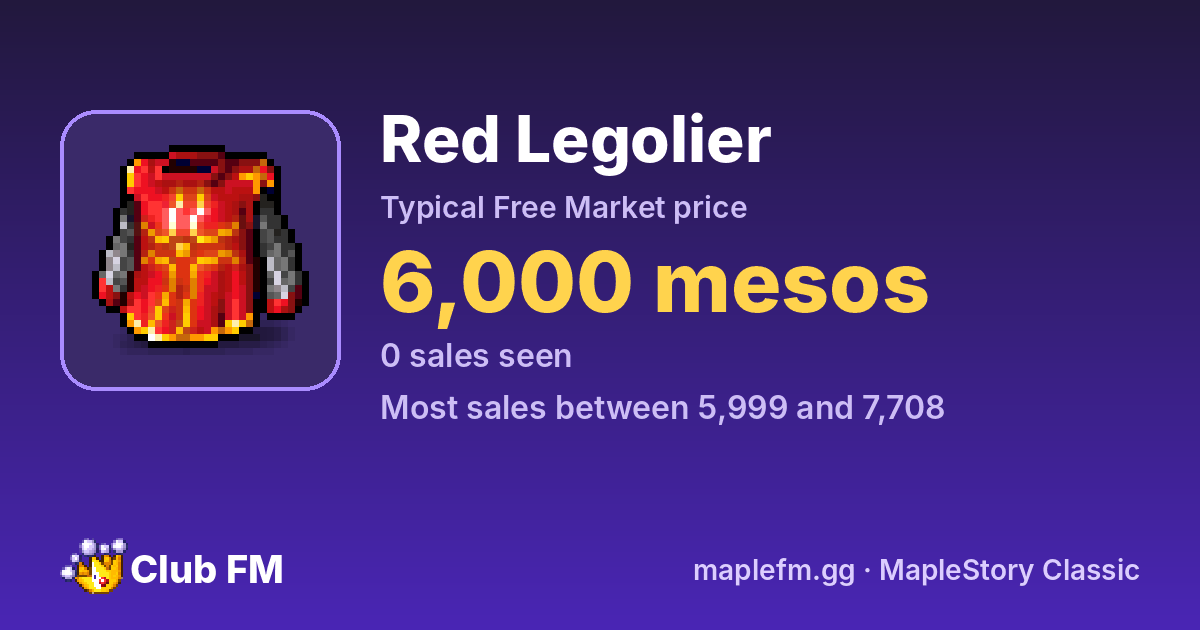 Red Legolier
Typical Free Market price
6,000 mesos
0 sales seen
Most sales between 5,999 and 7,708
Club FM
maplefm.gg · MapleStory Classic